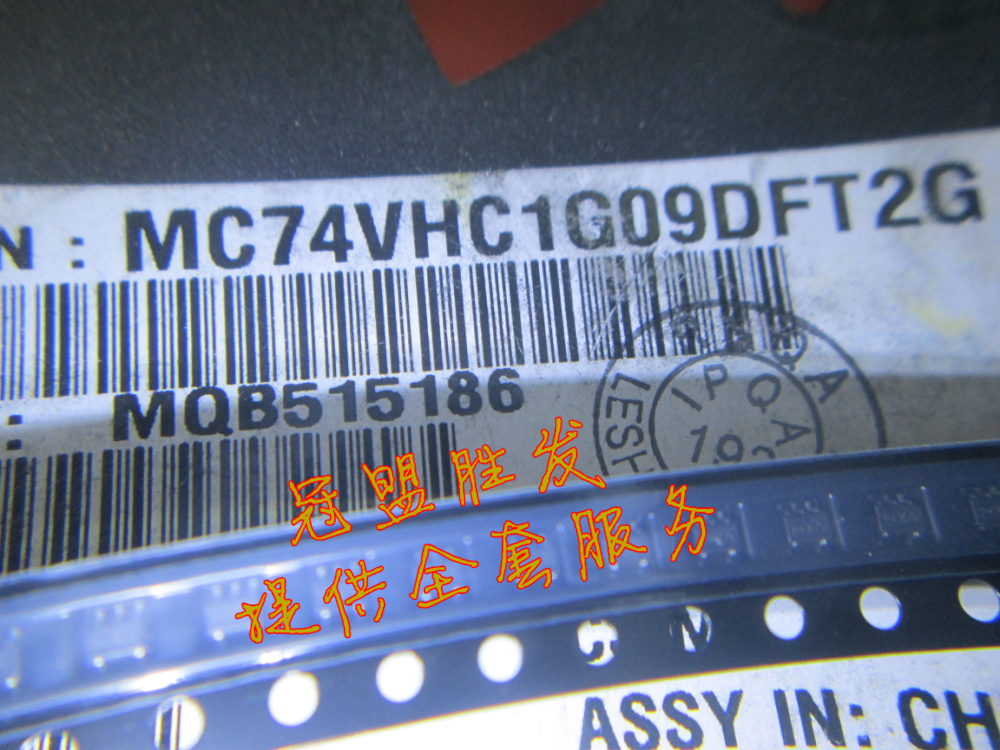 N : MC74VHC1G09DFT2G
: MQB515186
LESH
A
IPQA
冠盟胜发
提供全套服务
ASSY IN: CH